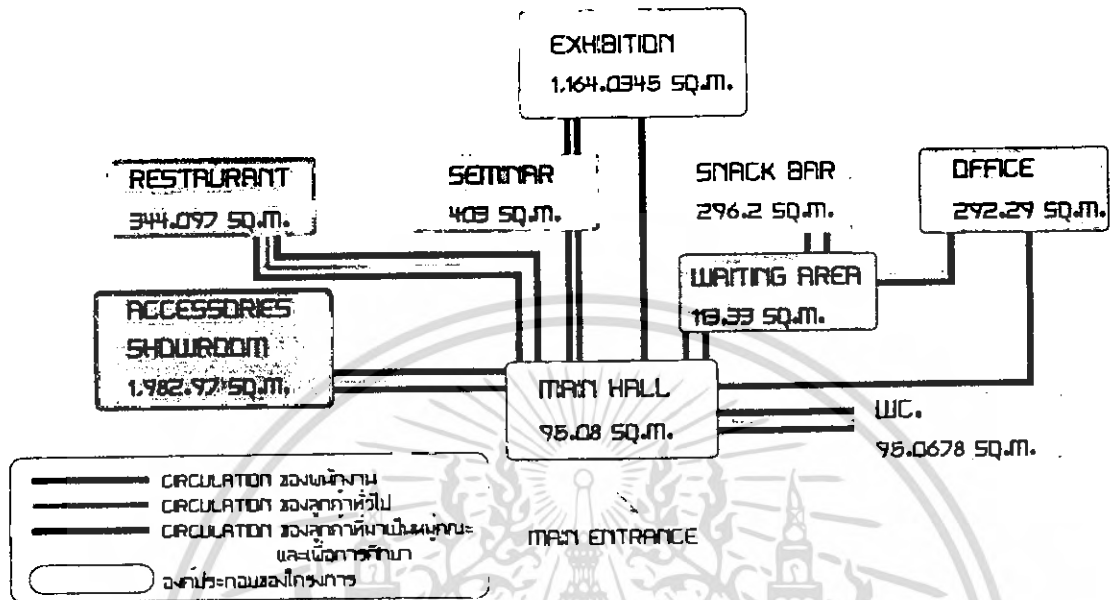 EXHIBITION
1,164.0345 SQ.M.
RESTAURANT
344.097 SQ.M.
SEMINAR
403 SQ.M.
SNACK BAR
296.2 SQ.M.
OFFICE
292.29 SQ.M.
WAITING AREA
113.33 SQ.M.
ACCESSORIES
SHOWROOM
1,982.97 SQ.M.
MAIN HALL
95.08 SQ.M.
WC.
95.0678 SQ.M.
MAIN ENTRANCE
CIRCULATION ของพนักงาน
CIRCULATION ของลูกค้าทั่วไป
CIRCULATION ของลูกค้าที่มาเป็นหมู่คณะ
และเพื่อการศึกษา
องค์ประกอบของโครงการ